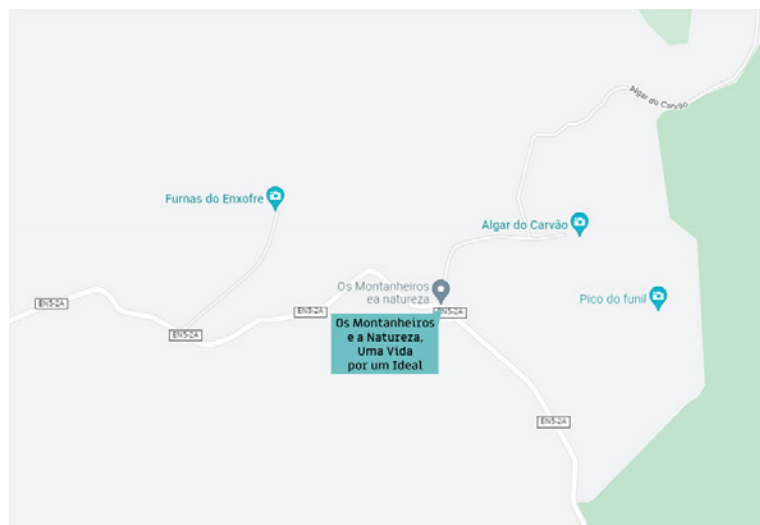 Algar do Carvão
Furnas do Enxofre
Algar do Carvão
Os Montanheiros
ea natureza
Pico do funil
EN5-2A
EN5-2A
EN5-2A
EN5-2A
Os Montanheiros
e a Natureza,
Uma Vida
por um Ideal
EN5-2A